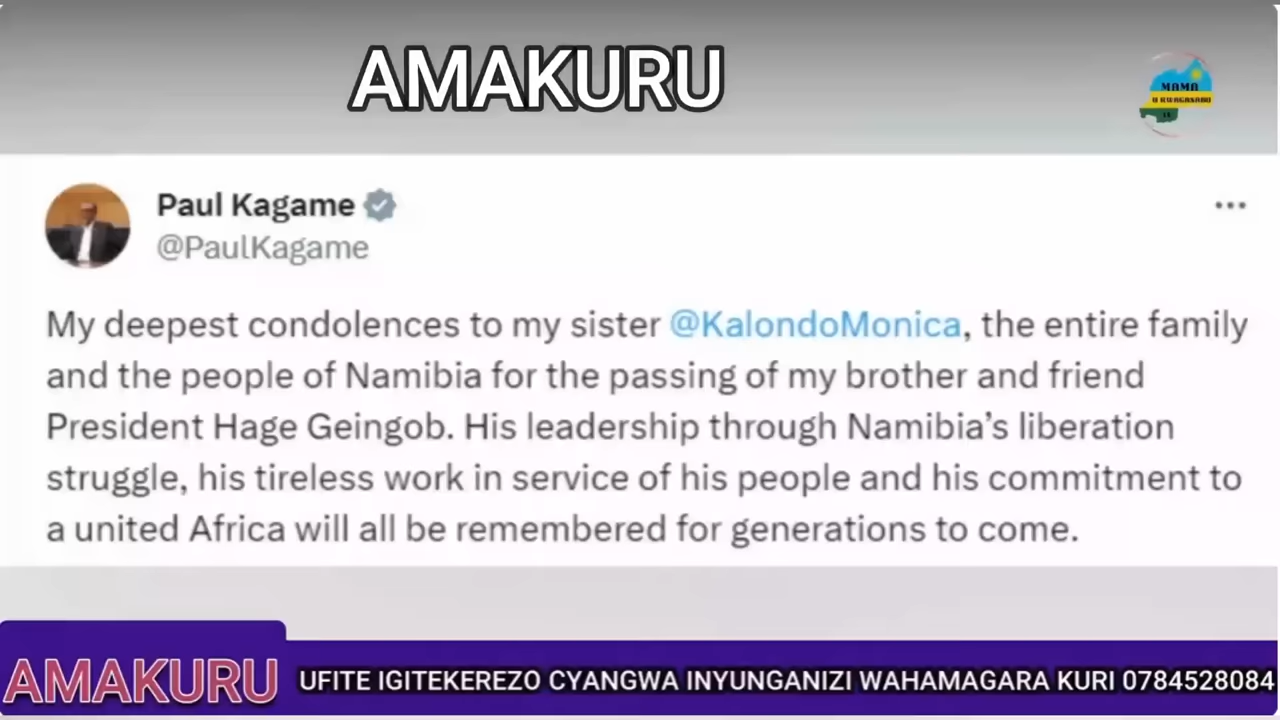 AMAKURU
MAMA
U RWAGASABO
Paul Kagame
@PaulKagame
My deepest condolences to my sister @KalondoMonica, the entire family
and the people of Namibia for the passing of my brother and friend
President Hage Geingob. His leadership through Namibia’s liberation
struggle, his tireless work in service of his people and his commitment to
a united Africa will all be remembered for generations to come.
AMAKURU
UFITE IGITEKEREZO CYANGWA INYUNGANIZI WAHAMAGARA KURI 0784528084